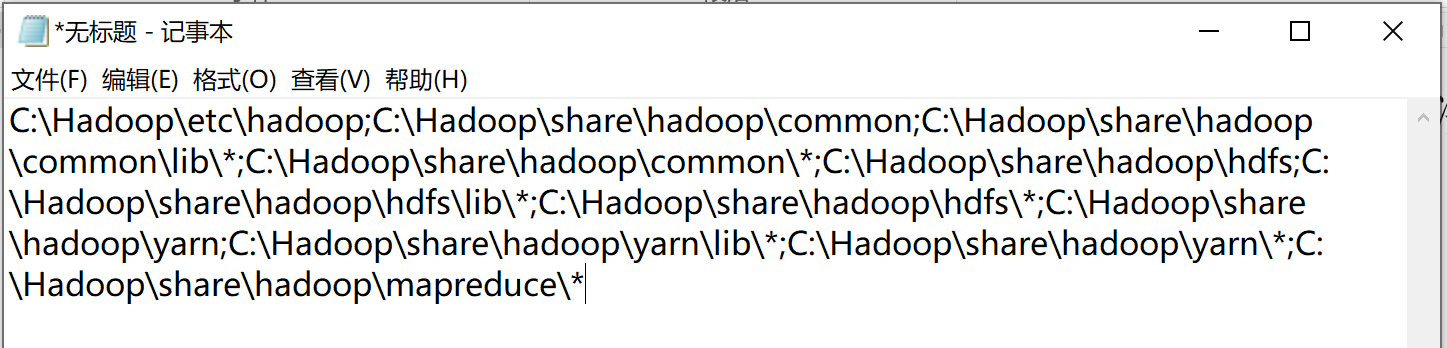 *无标题 - 记事本
文件(F) 编辑(E) 格式(O) 查看(V) 帮助(H)
C:\Hadoop\etc\hadoop;C:\Hadoop\share\hadoop\common;C:\Hadoop\share\hadoop
\common\lib\*;C:\Hadoop\share\hadoop\common\*;C:\Hadoop\share\hadoop\hdfs;C:
\Hadoop\share\hadoop\hdfs\lib\*;C:\Hadoop\share\hadoop\hdfs\*;C:\Hadoop\share
\hadoop\yarn;C:\Hadoop\share\hadoop\yarn\lib\*;C:\Hadoop\share\hadoop\yarn\*;C:
\Hadoop\share\hadoop\mapreduce\*